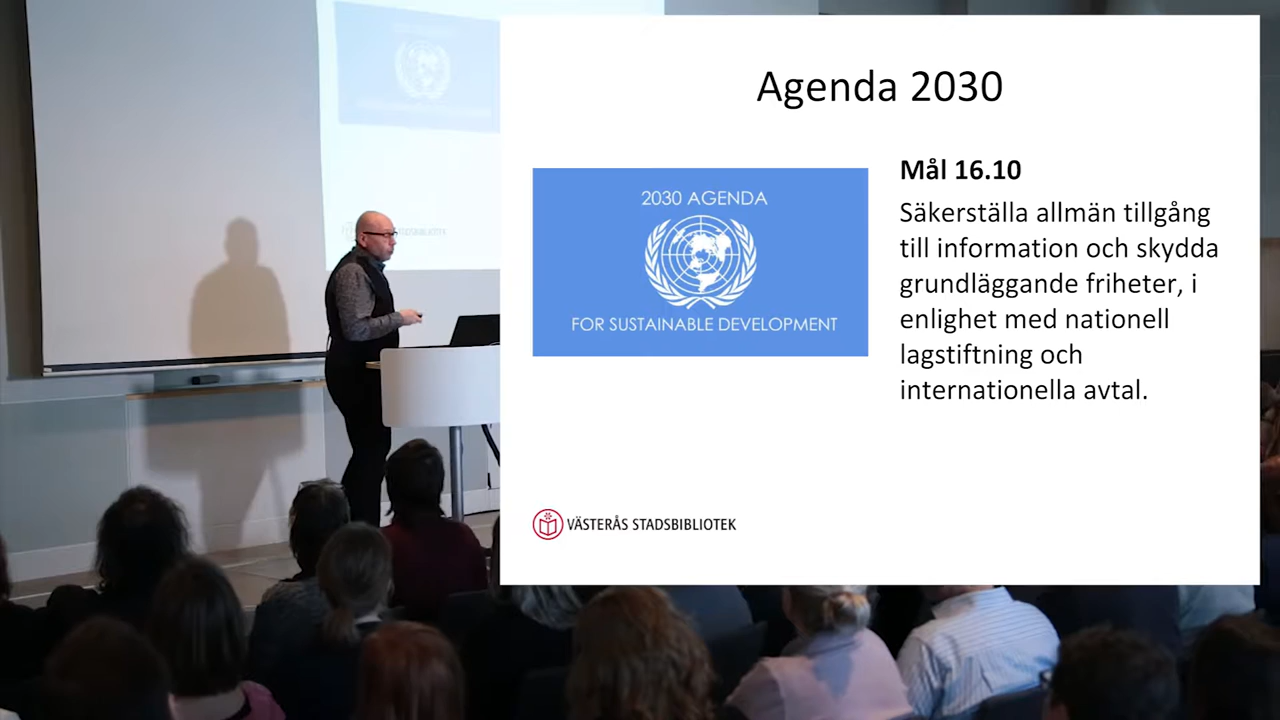 Agenda 2030
2030 AGENDA
FOR SUSTAINABLE DEVELOPMENT
Mål 16.10
Säkerställa allmän tillgång
till information och skydda
grundläggande friheter, i
enlighet med nationell
lagstiftning och
internationella avtal.
VÄSTERÅS STADSBIBLIOTEK